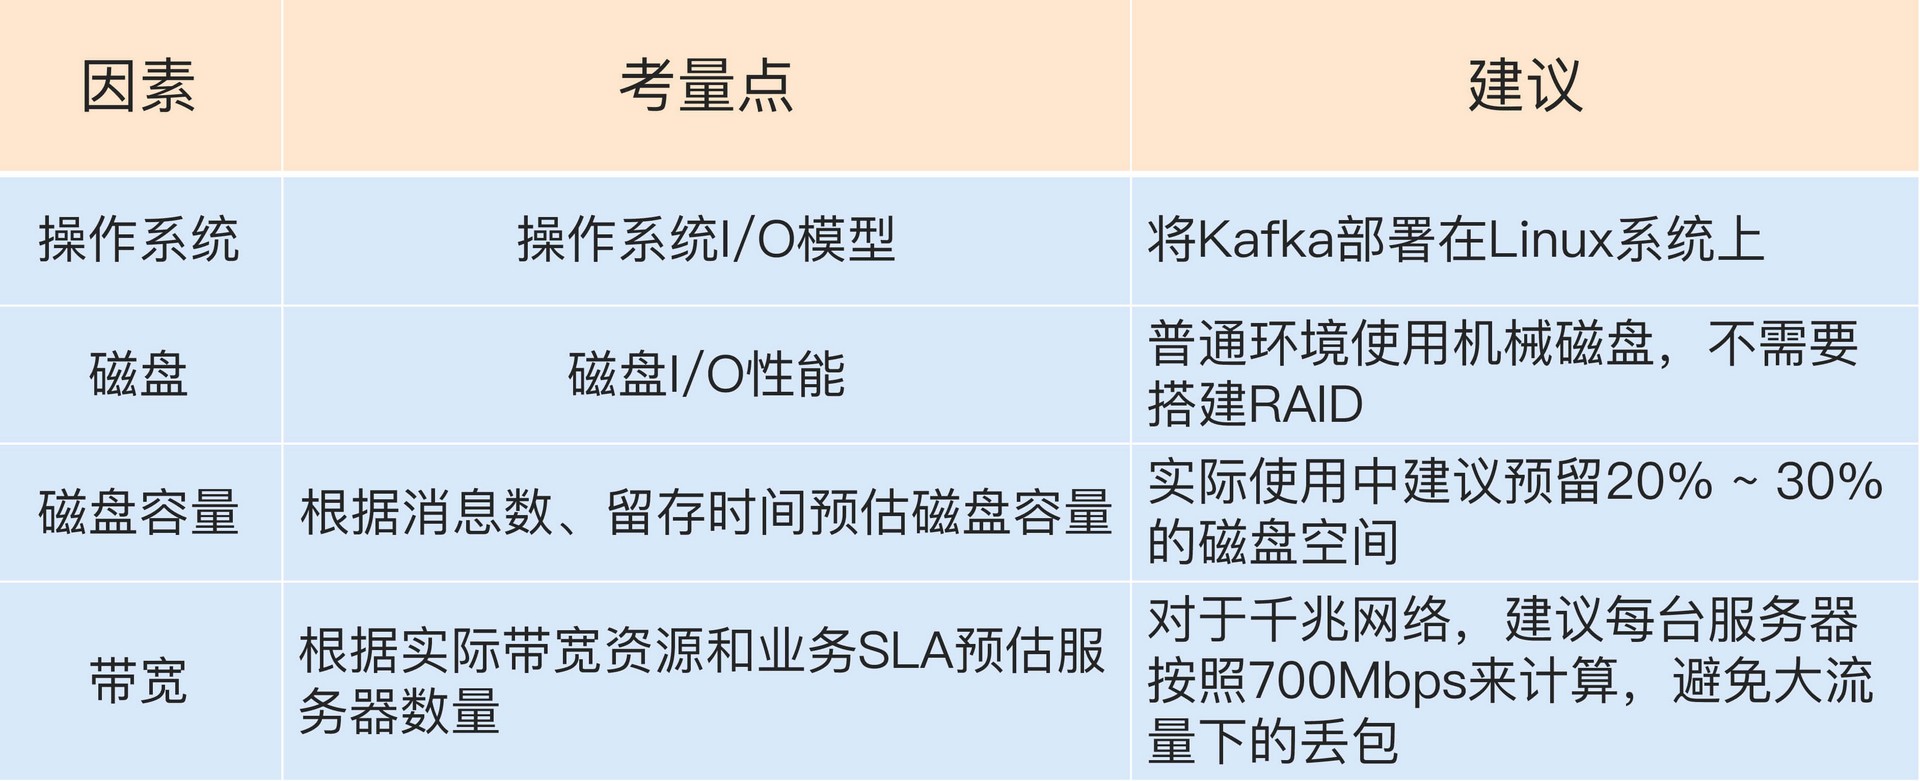 因素
考量点
建议
操作系统
操作系统I/O模型
将Kafka部署在Linux系统上
磁盘
磁盘I/O性能
普通环境使用机械磁盘，不需要
搭建RAID
磁盘容量
根据消息数、留存时间预估磁盘容量
实际使用中建议预留20% ~ 30%
的磁盘空间
带宽
根据实际带宽资源和业务SLA预估服
务器数量
对于千兆网络，建议每台服务器
按照700Mbps来计算，避免大流
量下的丢包